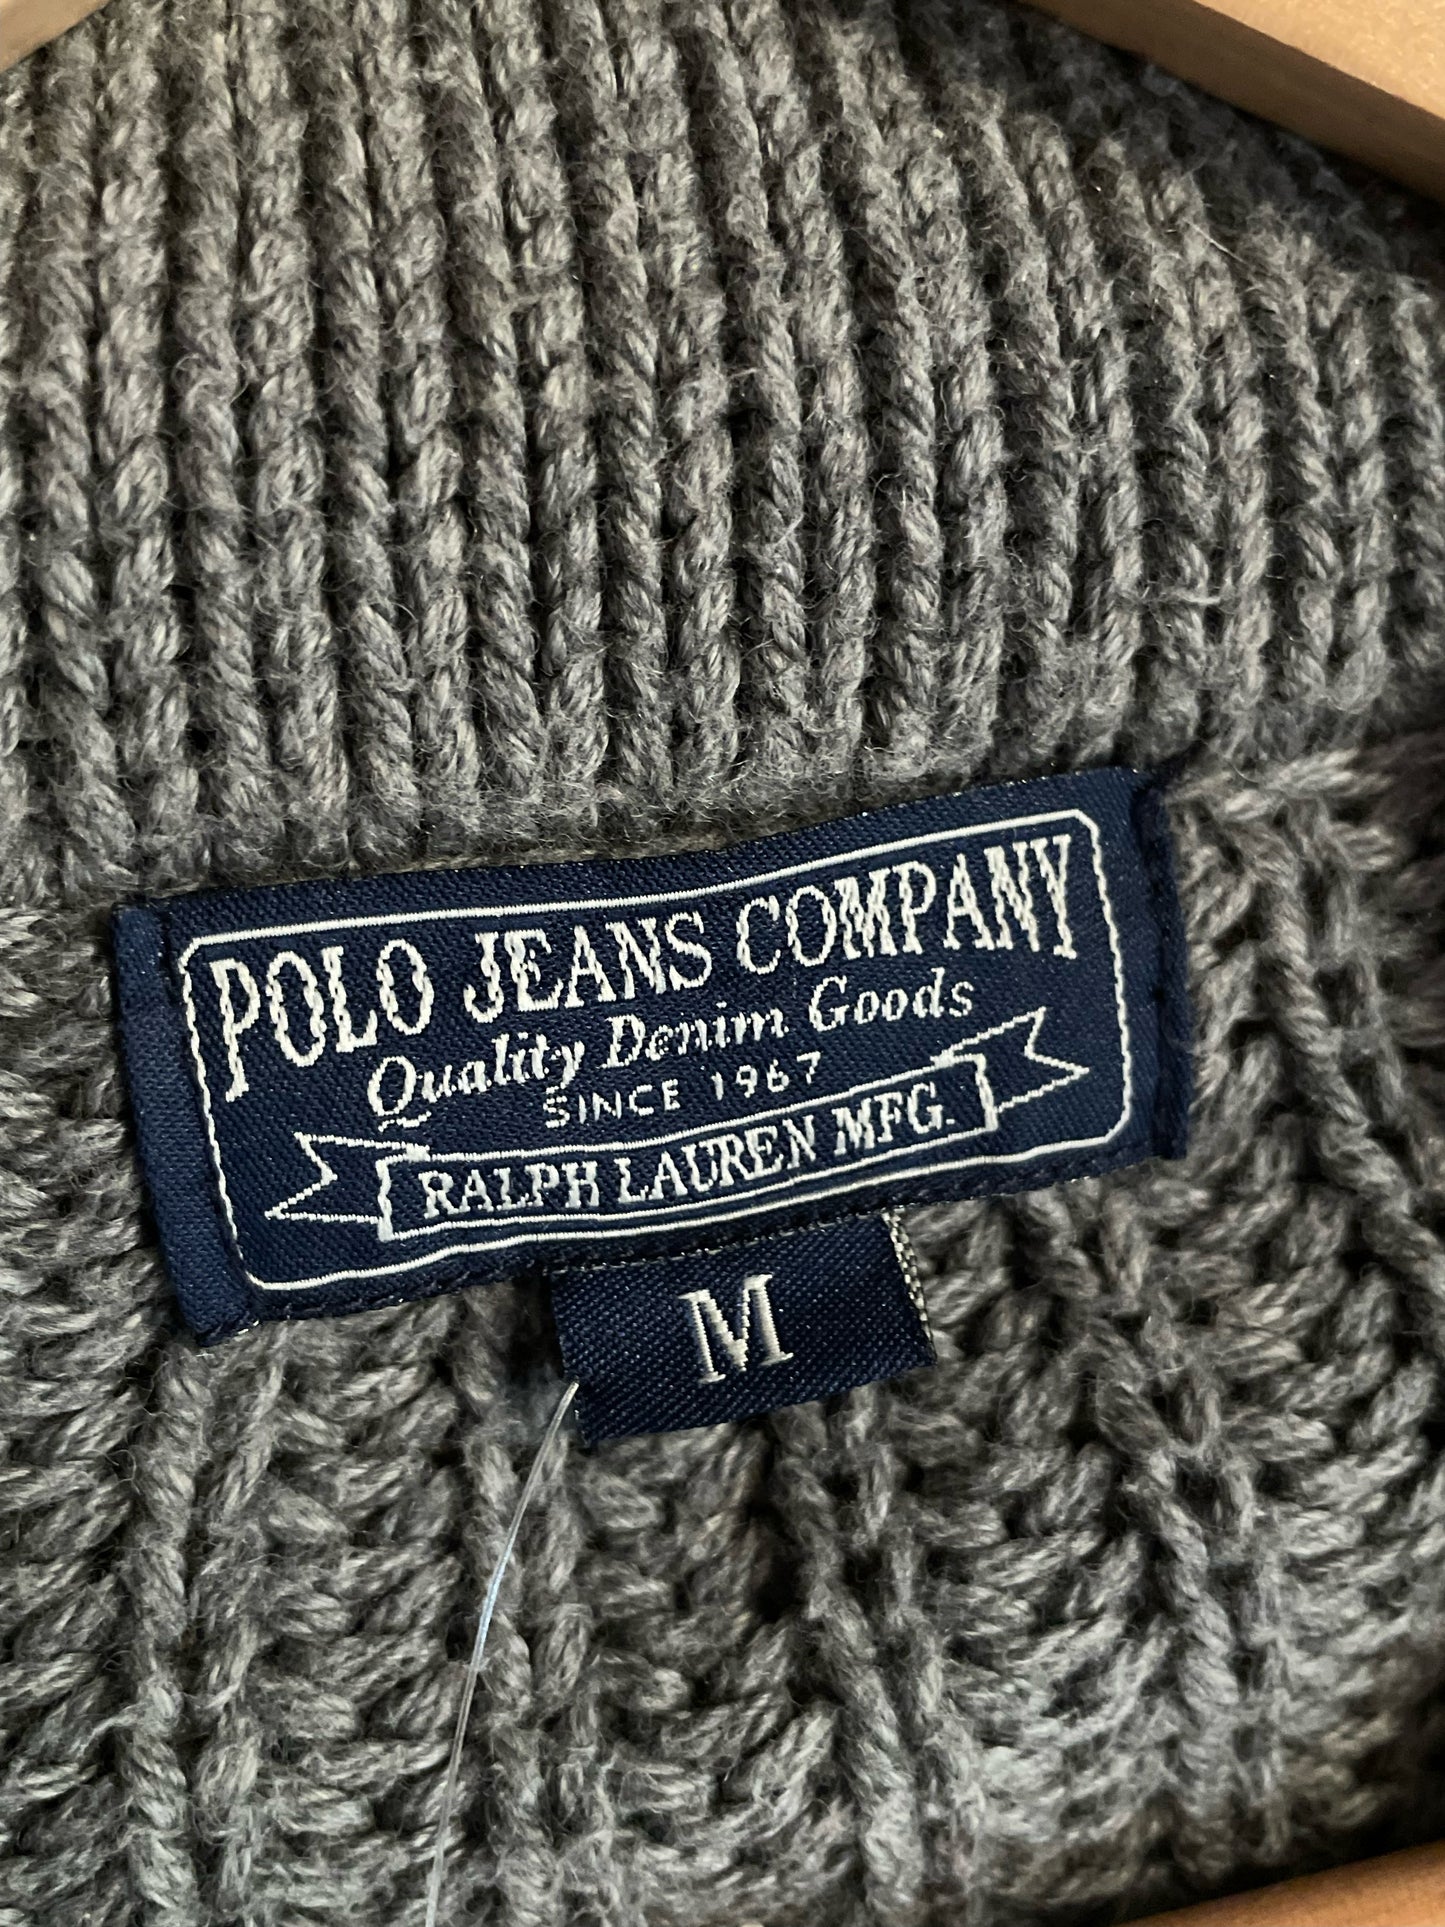 POLO JEANS COMPANY
Quality Denim Goods
SINCE 1967
RALPH LAUREN MFG.
M